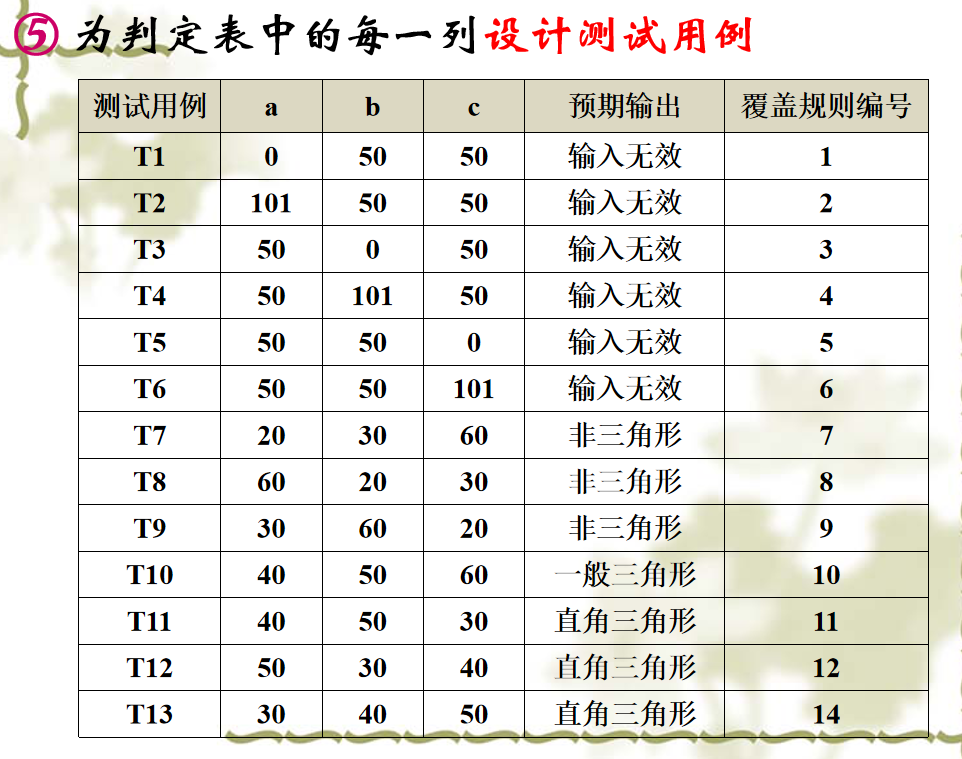 ⑤ 为判定表中的每一列设计测试用例
测试用例 a b c 预期输出 覆盖规则编号
T1 0 50 50 输入无效 1
T2 101 50 50 输入无效 2
T3 50 0 50 输入无效 3
T4 50 101 50 输入无效 4
T5 50 50 0 输入无效 5
T6 50 50 101 输入无效 6
T7 20 30 60 非三角形 7
T8 60 20 30 非三角形 8
T9 30 60 20 非三角形 9
T10 40 50 60 一般三角形 10
T11 40 50 30 直角三角形 11
T12 50 30 40 直角三角形 12
T13 30 40 50 直角三角形 14